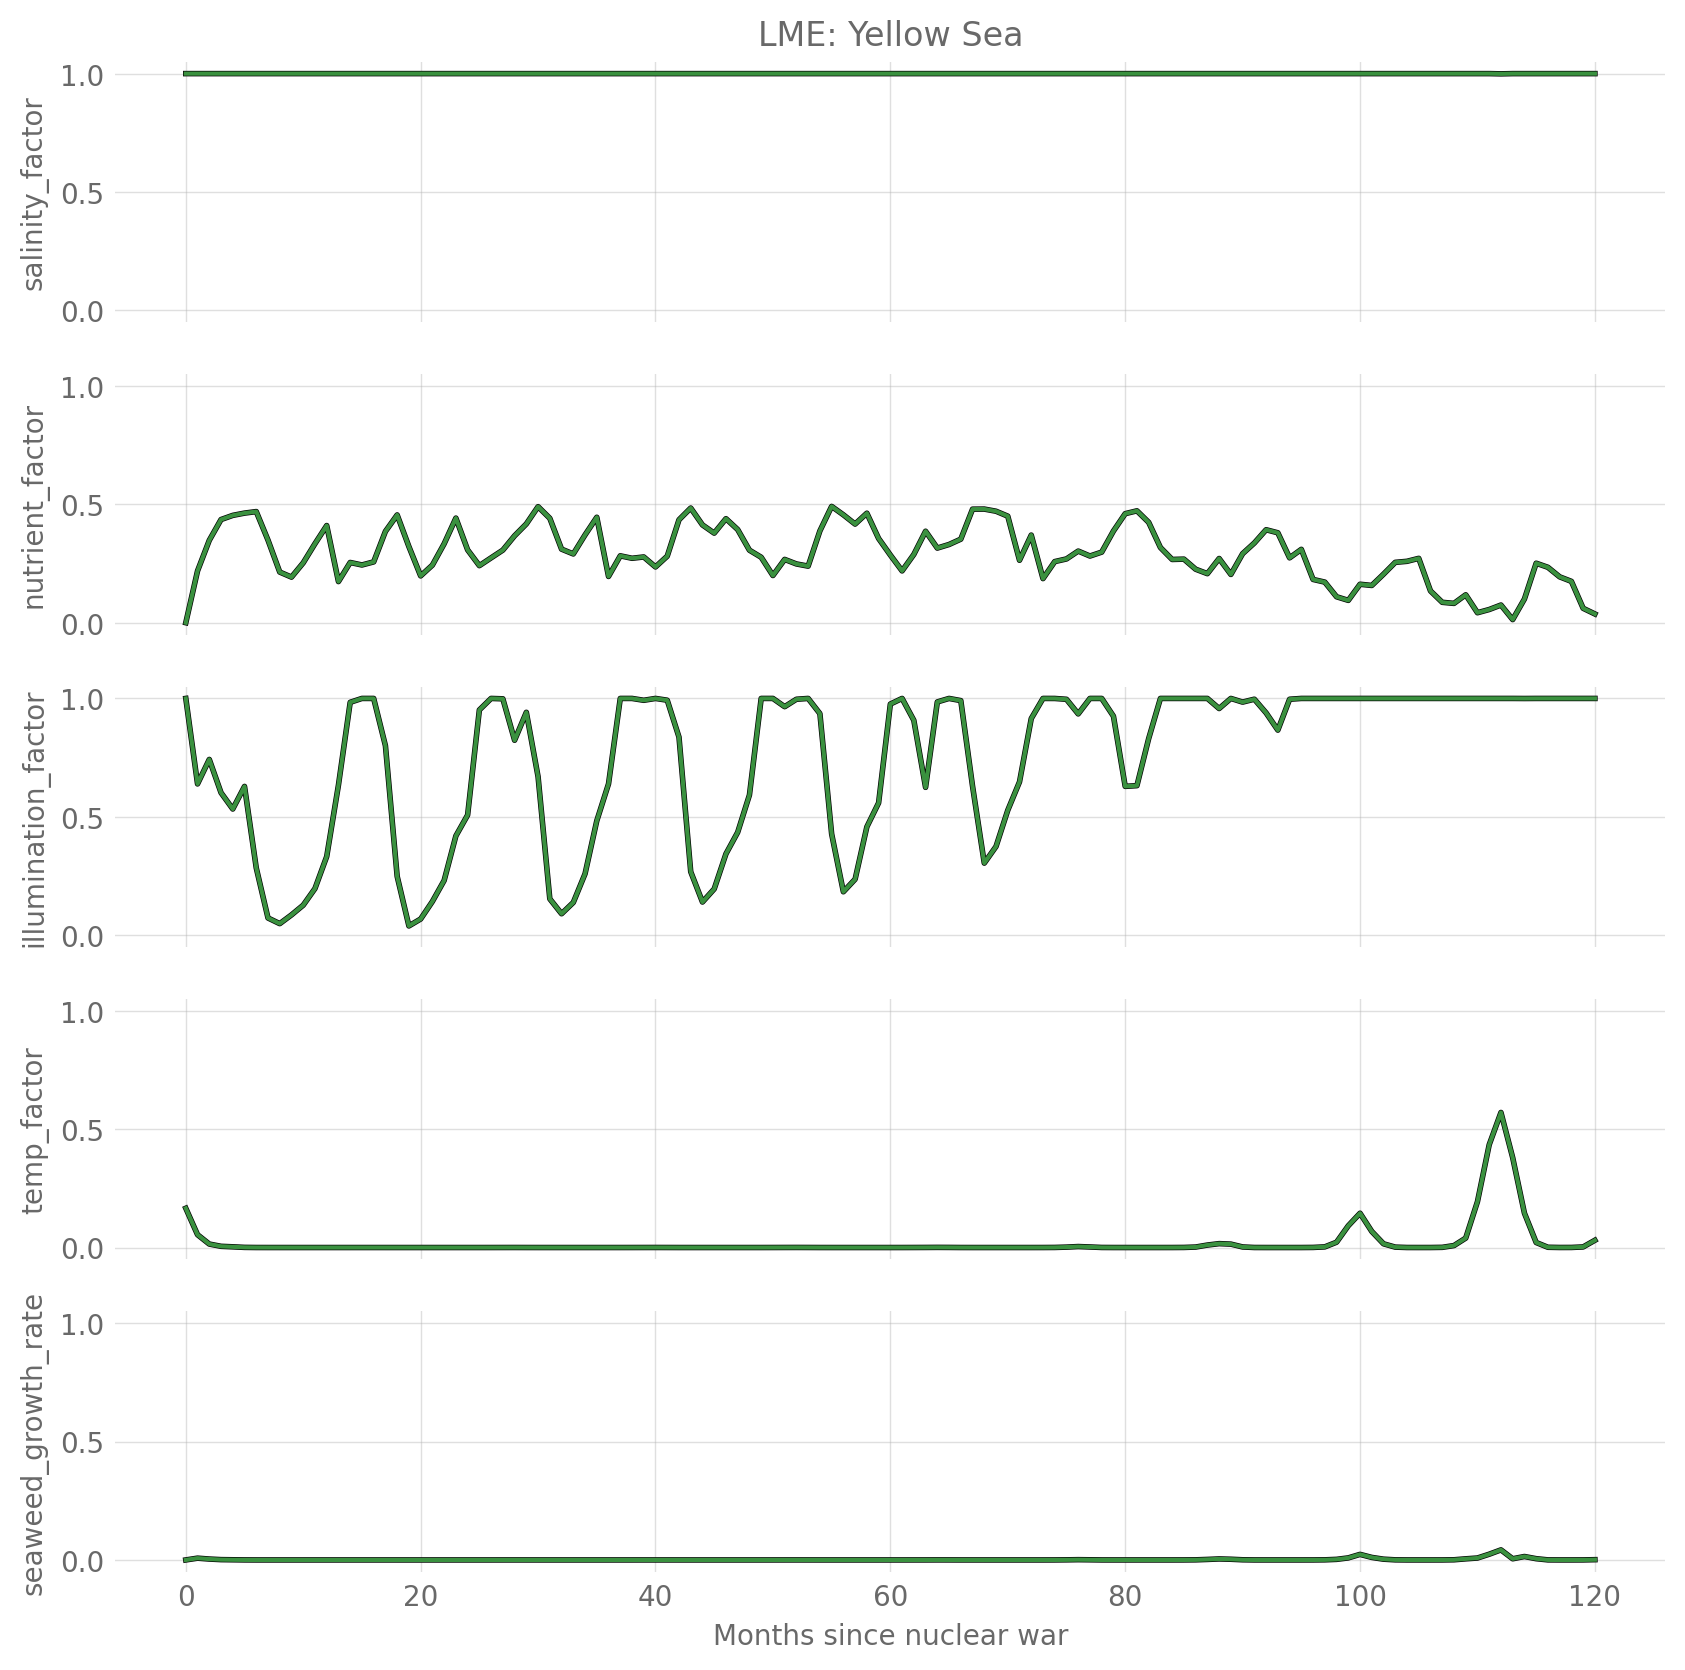 LME: Yellow Sea
salinity_factor
1.0
0.5
0.0
nutrient_factor
1.0
0.5
0.0
illumination_factor
1.0
0.5
0.0
temp_factor
1.0
0.5
0.0
seaweed_growth_rate
1.0
0.5
0.0
0 20 40 60 80 100 120
Months since nuclear war